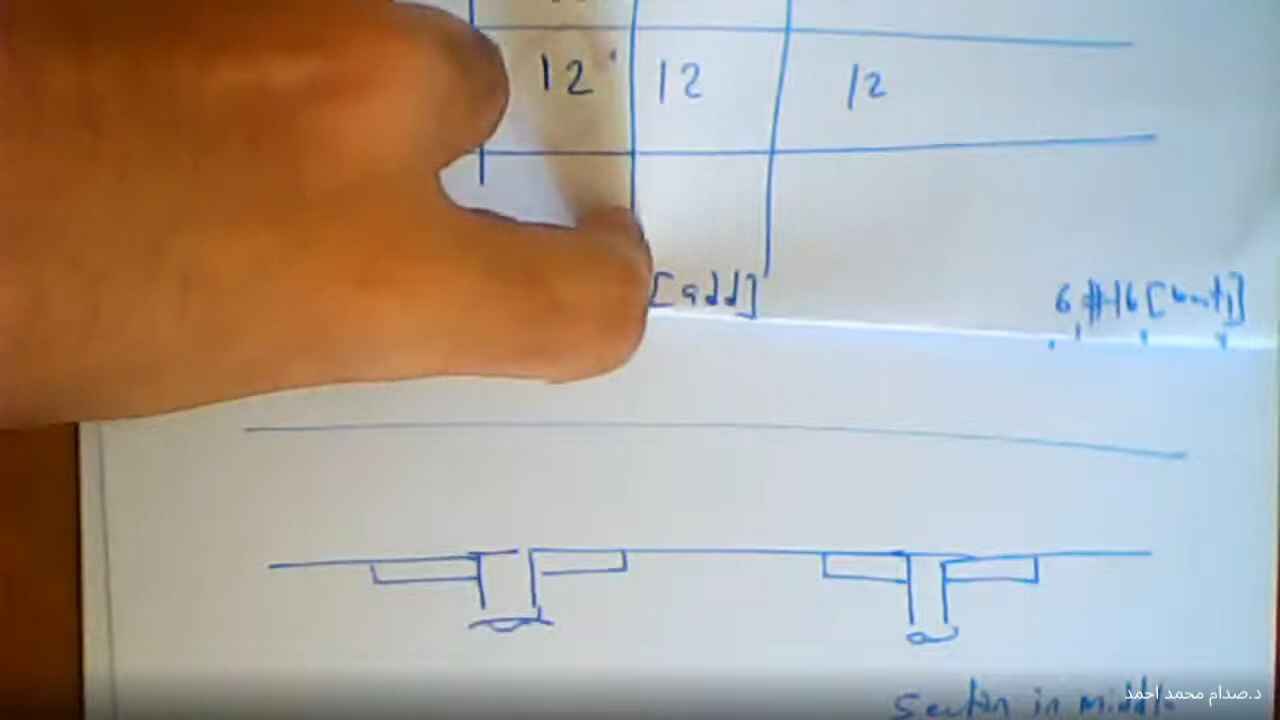 12 12 12
[add]
6 #16 [
section in middle
د.صدام محمد احمد